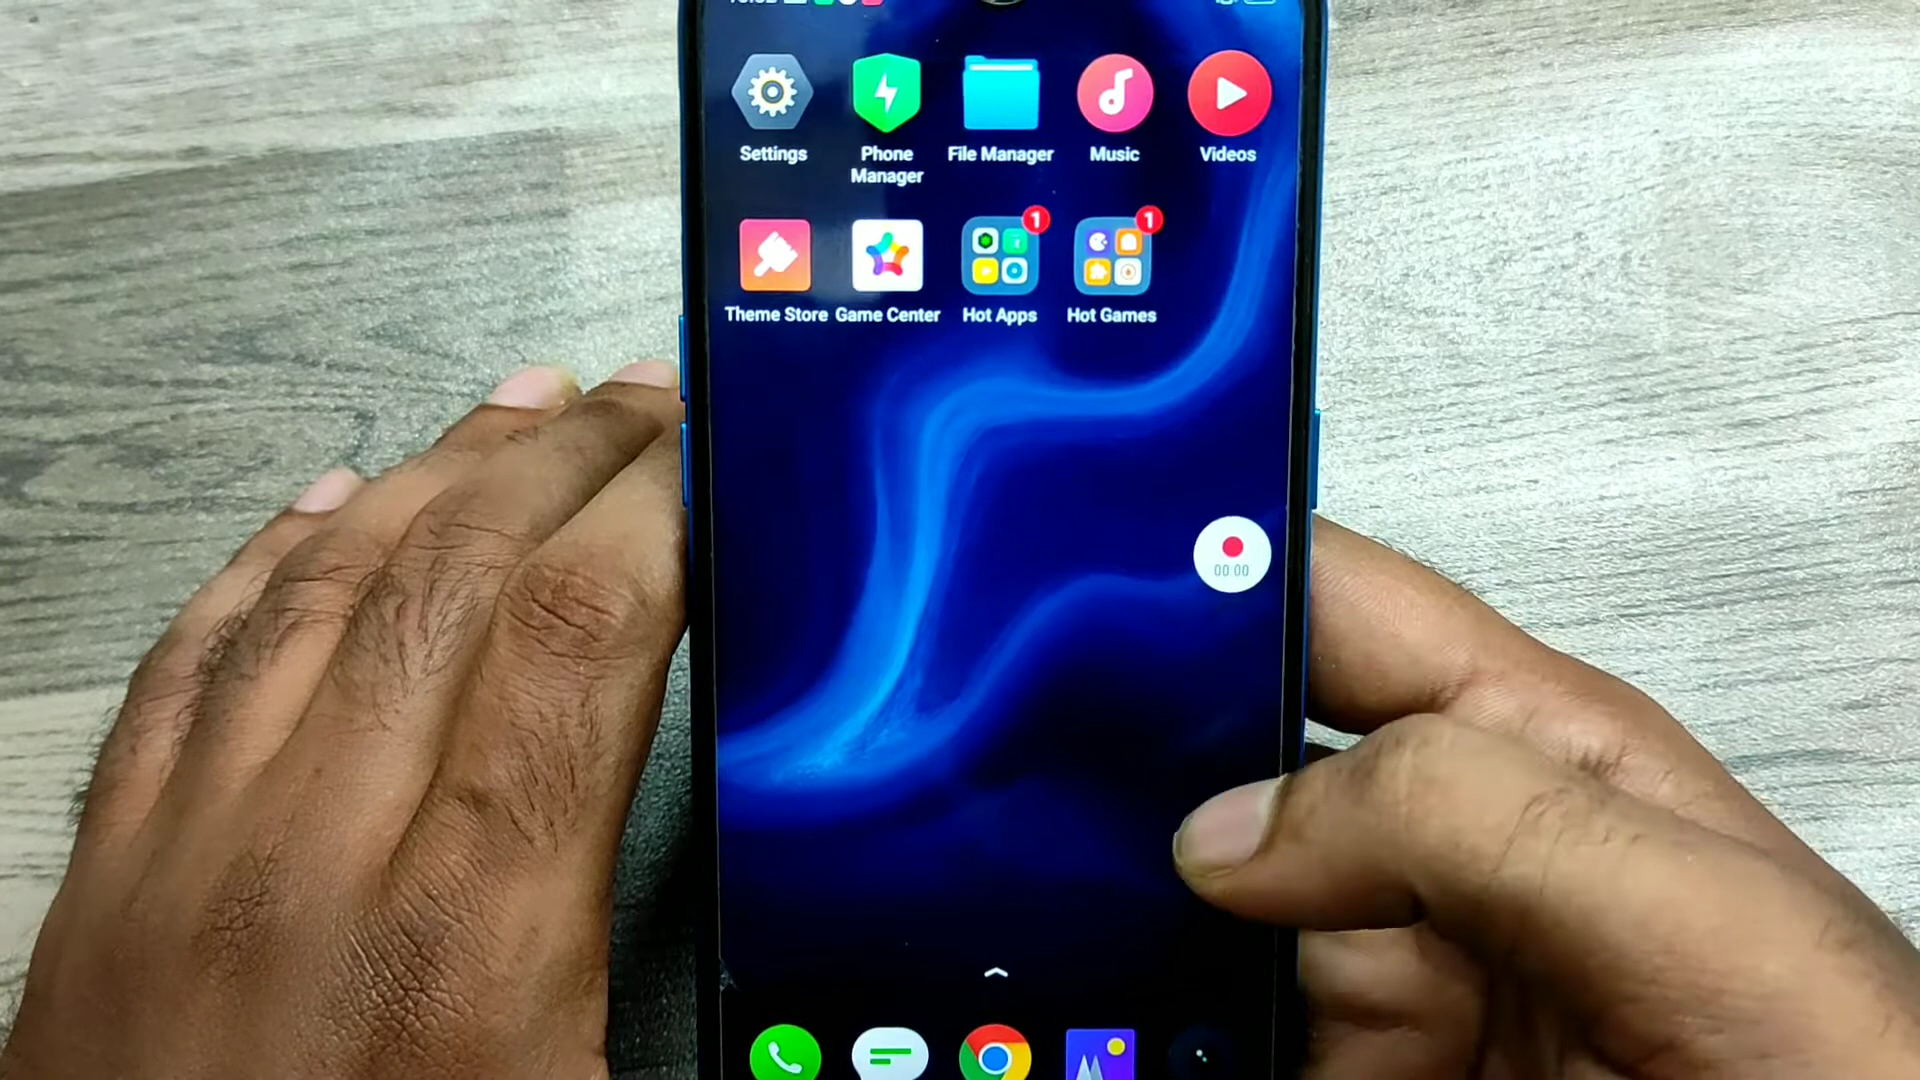 Settings
Phone
Manager
File Manager
Music
Videos
1
1
Theme Store
Game Center
Hot Apps
Hot Games
00:00